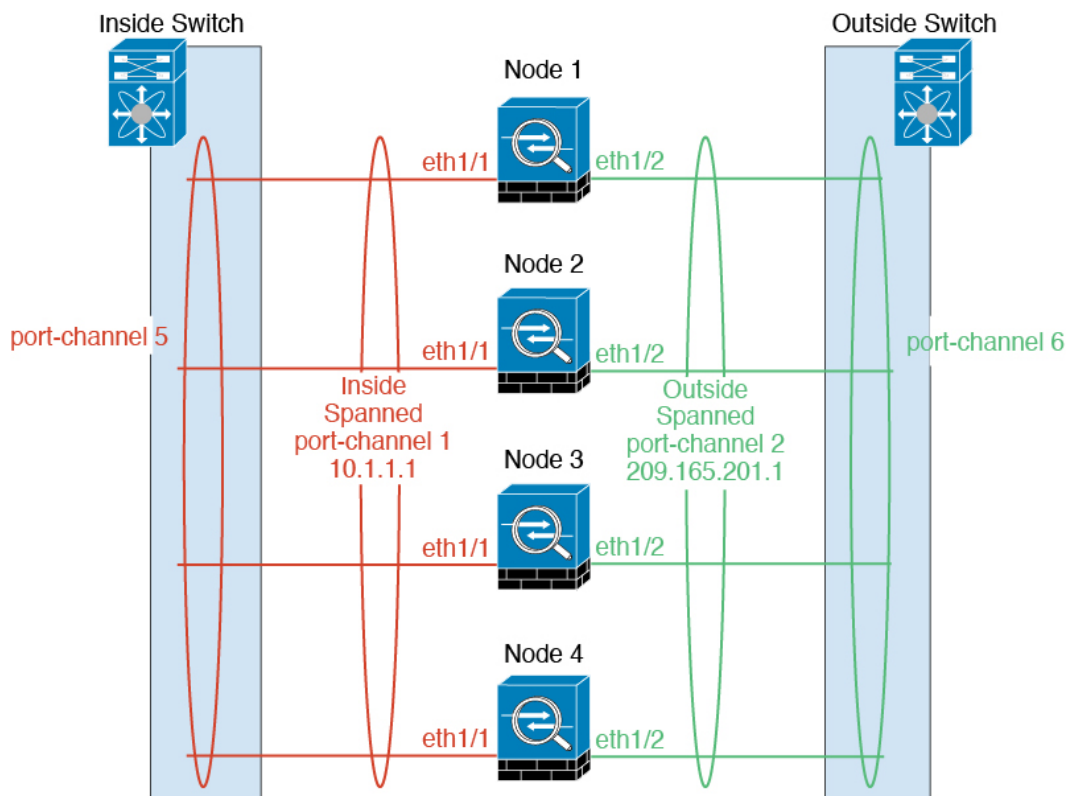 Inside Switch
Outside Switch
Node 1
eth1/1
eth1/2
Node 2
port-channel 5
eth1/1
eth1/2
port-channel 6
Inside
Spanned
port-channel 1
10.1.1.1
Outside
Spanned
port-channel 2
209.165.201.1
Node 3
eth1/1
eth1/2
Node 4
eth1/1
eth1/2